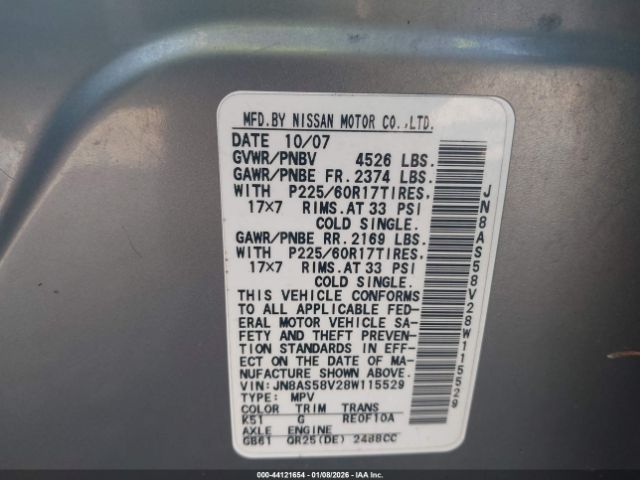 MFD.BY NISSAN MOTOR CO.,LTD.
DATE 10/07
GVWR/PNBV 4526 LBS.
GAWR/PNBE FR. 2374 LBS.
WITH P225/60R17TIRES,
17×7 RIMS.AT 33 PSI
COLD SINGLE.
GAWR/PNBE RR. 2169 LBS.
WITH P225/60R17TIRES,
17×7 RIMS.AT 33 PSI
COLD SINGLE.
THIS VEHICLE CONFORMS
TO ALL APPLICABLE FED-
ERAL MOTOR VEHICLE SA-
FETY AND THEFT PREVEN-
TION STANDARDS IN EFF-
ECT ON THE DATE OF MA-
NUFACTURE SHOWN ABOVE.
VIN:JN8AS58V28W115529
TYPE: MPV
COLOR TRIM TRANS
K51 G RE0F10A
AXLE ENGINE
GB61 QR25(DE) 2488CC
JN8AS58V28W115529
000-44121654 | 01/08/2026 | IAAI.COM